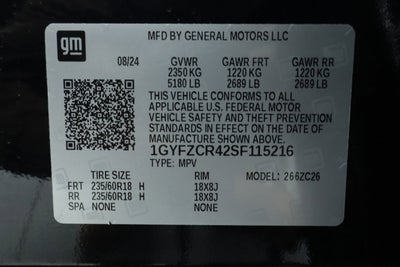 gm
MFD BY GENERAL MOTORS LLC
08/24 GVWR GAWR FRT GAWR RR
2350 KG 1220 KG 1220 KG
5180 LB 2689 LB 2689 LB
THIS VEHICLE CONFORMS TO ALL
APPLICABLE U.S. FEDERAL MOTOR
VEHICLE SAFETY AND THEFT
PREVENTION STANDARDS IN EFFECT
ON THE DATE OF MANUFACTURE
SHOWN ABOVE.
1GYFZCR42SF115216
TYPE: MPV MODEL: 266ZC26
TIRE SIZE RIM
FRT 235/60R18 H 18X8J
RR 235/60R18 H 18X8J
SPA NONE NONE